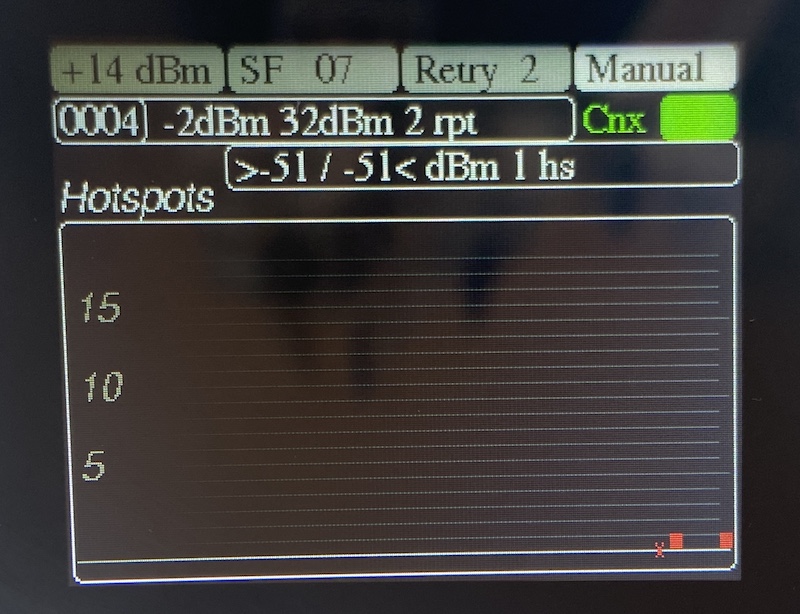 +14 dBm SF 07 Retry 2 Manual
0004 -2dBm 32dBm 2 rpt Cnx
>-51 / -51< dBm 1 hs
Hotspots
15
10
5
x